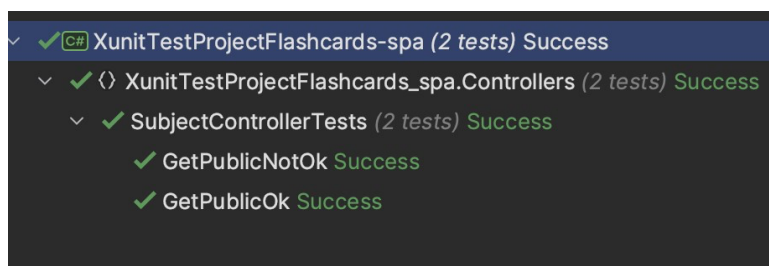 C# XunitTestProjectFlashcards-spa (2 tests) Success
XunitTestProjectFlashcards_spa.Controllers (2 tests) Success
SubjectControllerTests (2 tests) Success
GetPublicNotOk Success
GetPublicOk Success